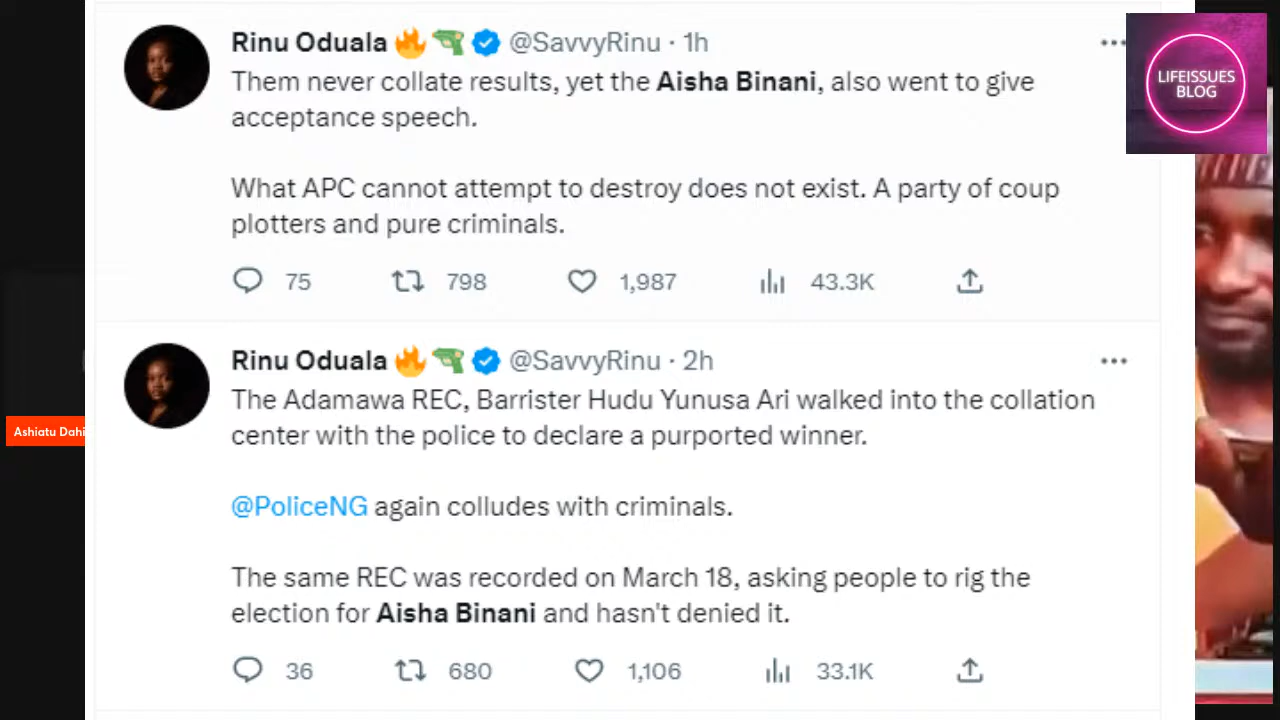 Rinu Oduala 🔥🔫 @SavvyRinu · 1h
Them never collate results, yet the Aisha Binani, also went to give
acceptance speech.
What APC cannot attempt to destroy does not exist. A party of coup
plotters and pure criminals.
75 798 1,987 43.3K
LIFEISSUES
BLOG
Rinu Oduala 🔥🔫 @SavvyRinu · 2h
The Adamawa REC, Barrister Hudu Yunusa Ari walked into the collation
center with the police to declare a purported winner.
@PoliceNG again colludes with criminals.
The same REC was recorded on March 18, asking people to rig the
election for Aisha Binani and hasn't denied it.
36 680 1,106 33.1K
Ashiatu Dahi